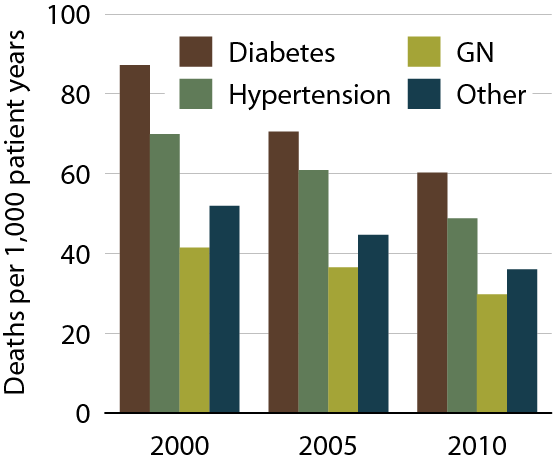 Deaths per 1,000 patient years
100
80
60
40
20
0
Diabetes
GN
Hypertension
Other
2000
2005
2010